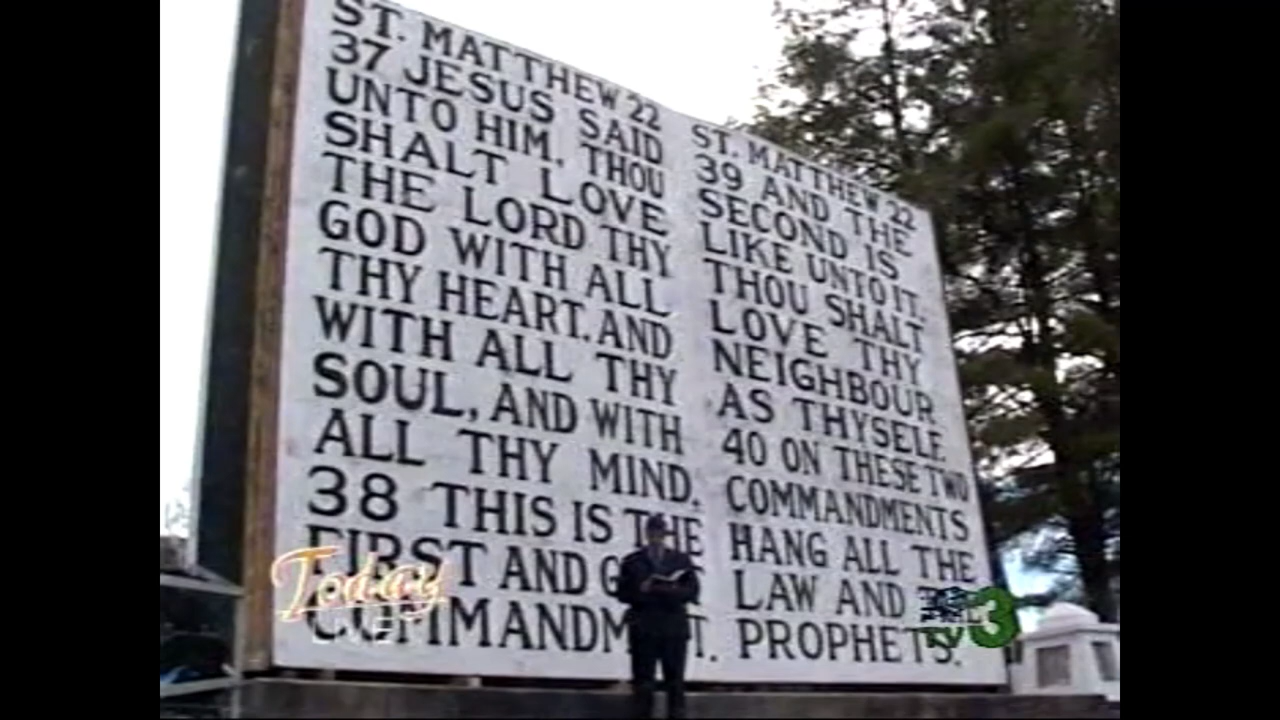 ST. MATTHEW 22
37 JESUS SAID
UNTO HIM, THOU
SHALT LOVE
THE LORD THY
GOD WITH ALL
THY HEART, AND
WITH ALL THY
SOUL, AND WITH
ALL THY MIND.
38 THIS IS THE
FIRST AND
COMMANDM T.
ST. MATTHEW 22
39 AND THE
SECOND IS
LIKE UNTO IT,
THOU SHALT
LOVE THY
NEIGHBOUR
AS THYSELF.
40 ON THESE TWO
COMMANDMENTS
HANG ALL THE
LAW AND THE
PROPHETS.
Today
LIVE
TV3